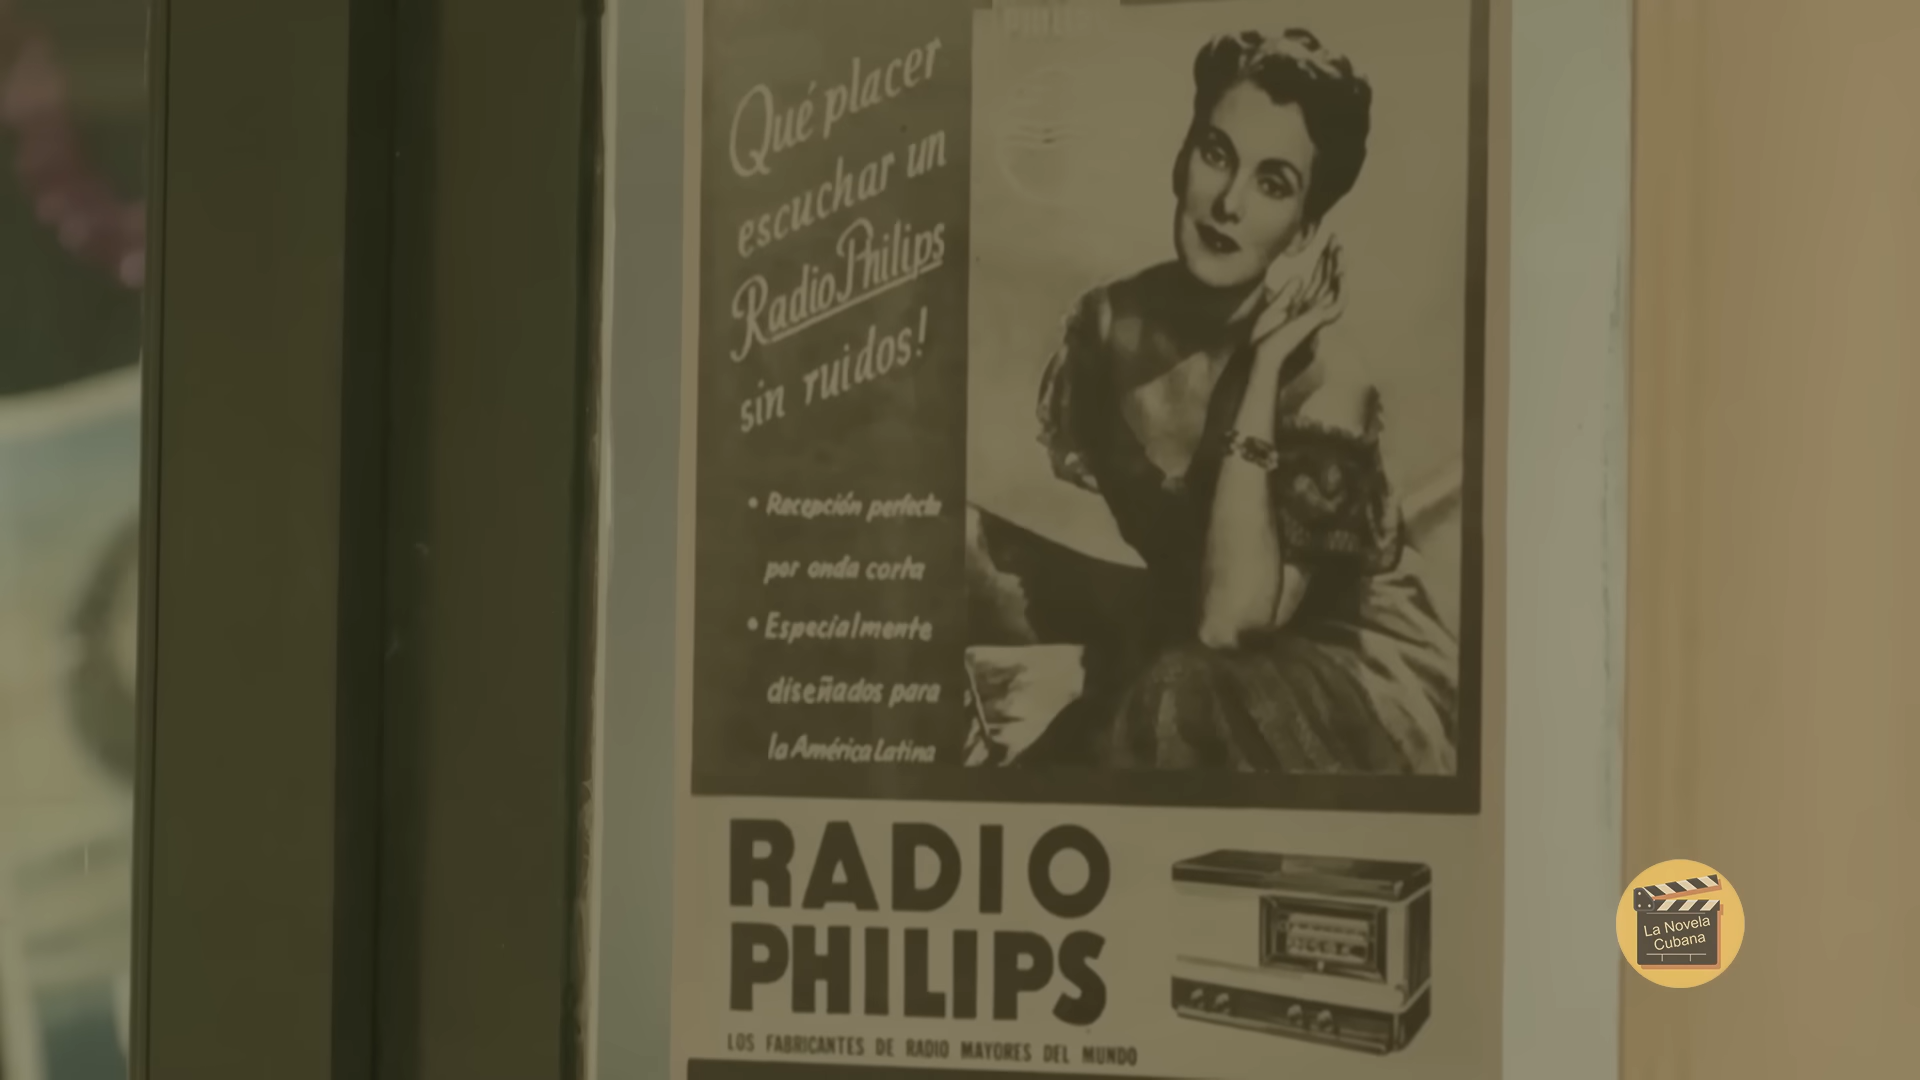 Qué placer
escuchar un
Radio Philips
sin ruidos!
• Recepción perfecta
por onda corta
• Especialmente
diseñados para
la América Latina
RADIO
PHILIPS
LOS FABRICANTES DE RADIO MAYORES DEL MUNDO
La Novela
Cubana